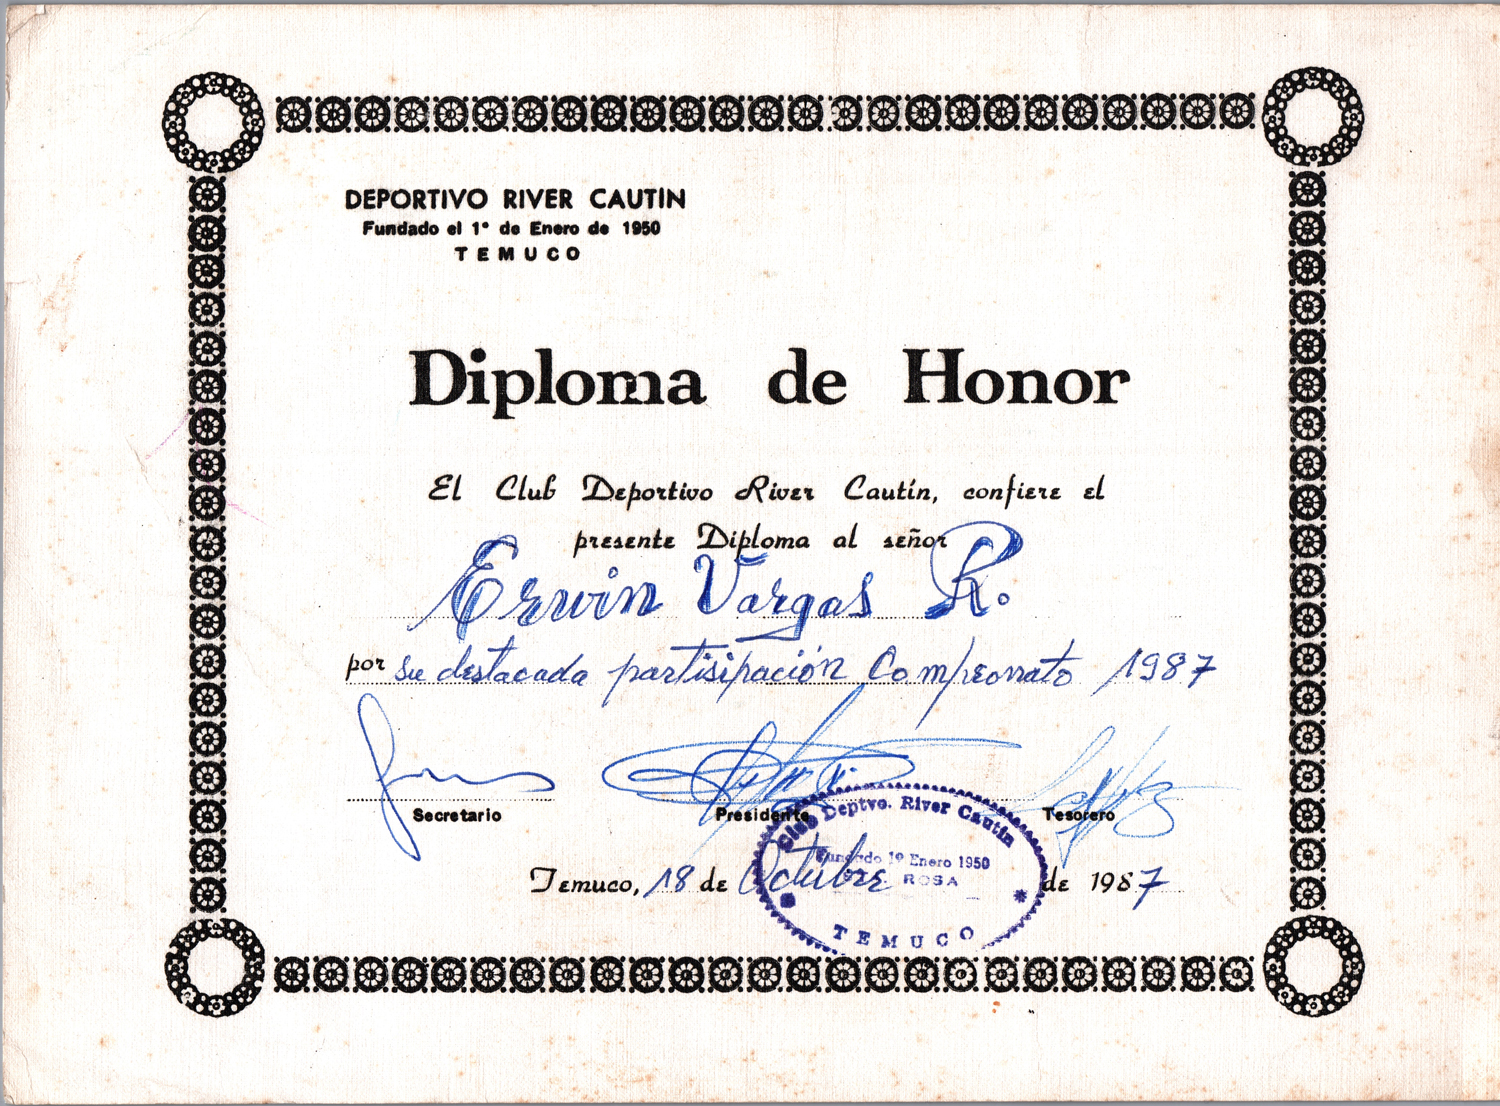 DEPORTIVO RIVER CAUTIN
Fundado el 1° de Enero de 1950
TEMUCO
Diploma de Honor
El Club Deportivo River Cautín, confiere el
presente Diploma al señor
Erwin Vargas R.
por su destacada partisipación Campeonato 1987
Secretario
Presidente
Tesorero
Club Deptvo. River Cautín
Fundado 1º Enero 1950
ROSA
TEMUCO
Temuco, 18 de Octubre de 1987